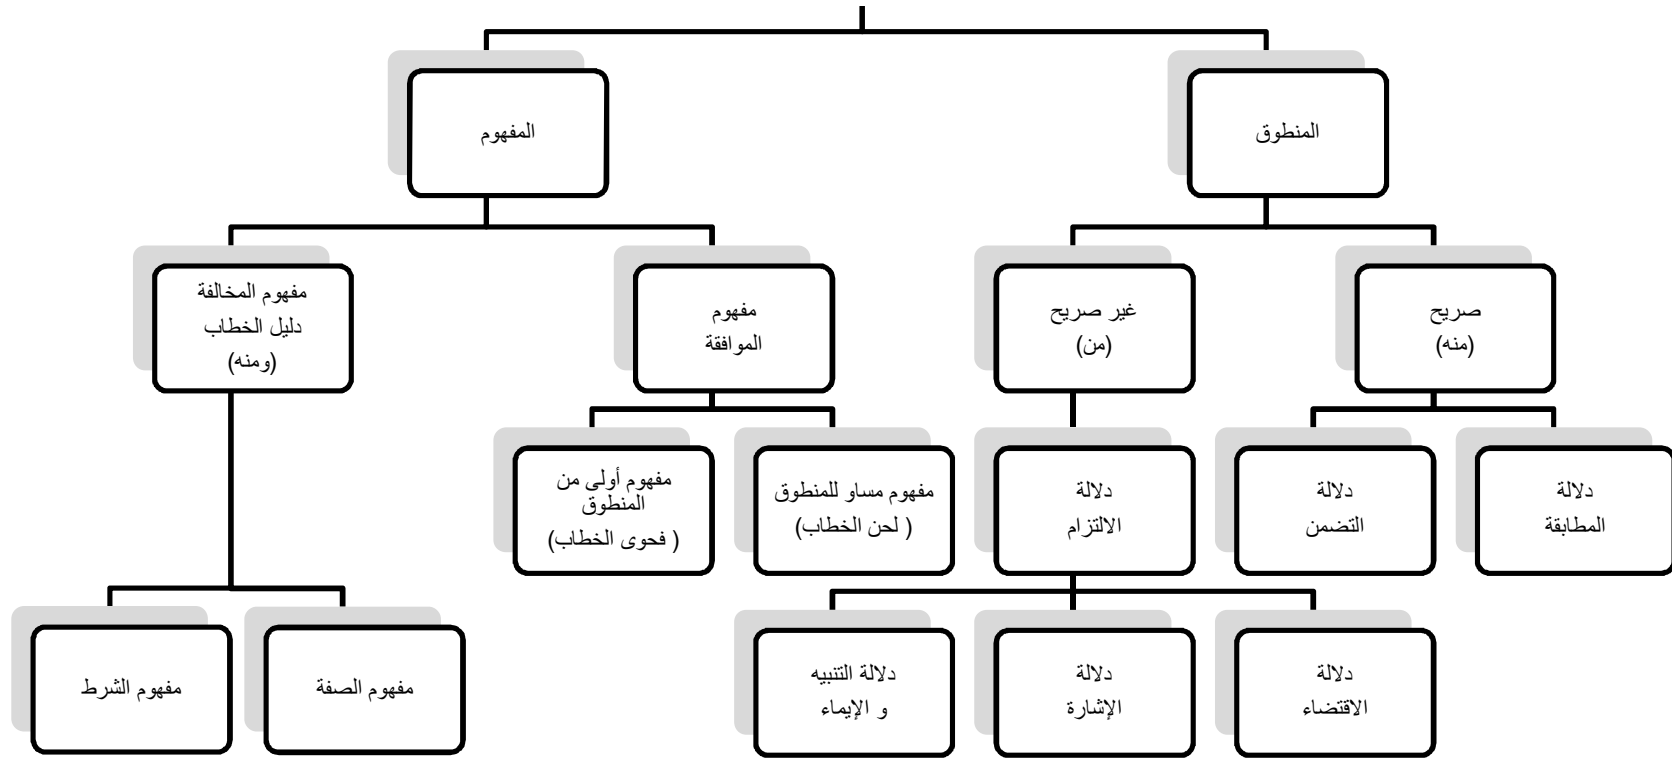 المنطوق
المفهوم
صريح
(منه)
غير صريح
(من)
مفهوم
الموافقة
مفهوم المخالفة
دليل الخطاب
(ومنه)
دلالة
المطابقة
دلالة
التضمن
دلالة
الالتزام
مفهوم مساو للمنطوق
( لحن الخطاب)
مفهوم أولى من
المنطوق
( فحوى الخطاب)
دلالة
الاقتضاء
دلالة
الإشارة
دلالة التنبيه
و الإيماء
مفهوم الصفة
مفهوم الشرط